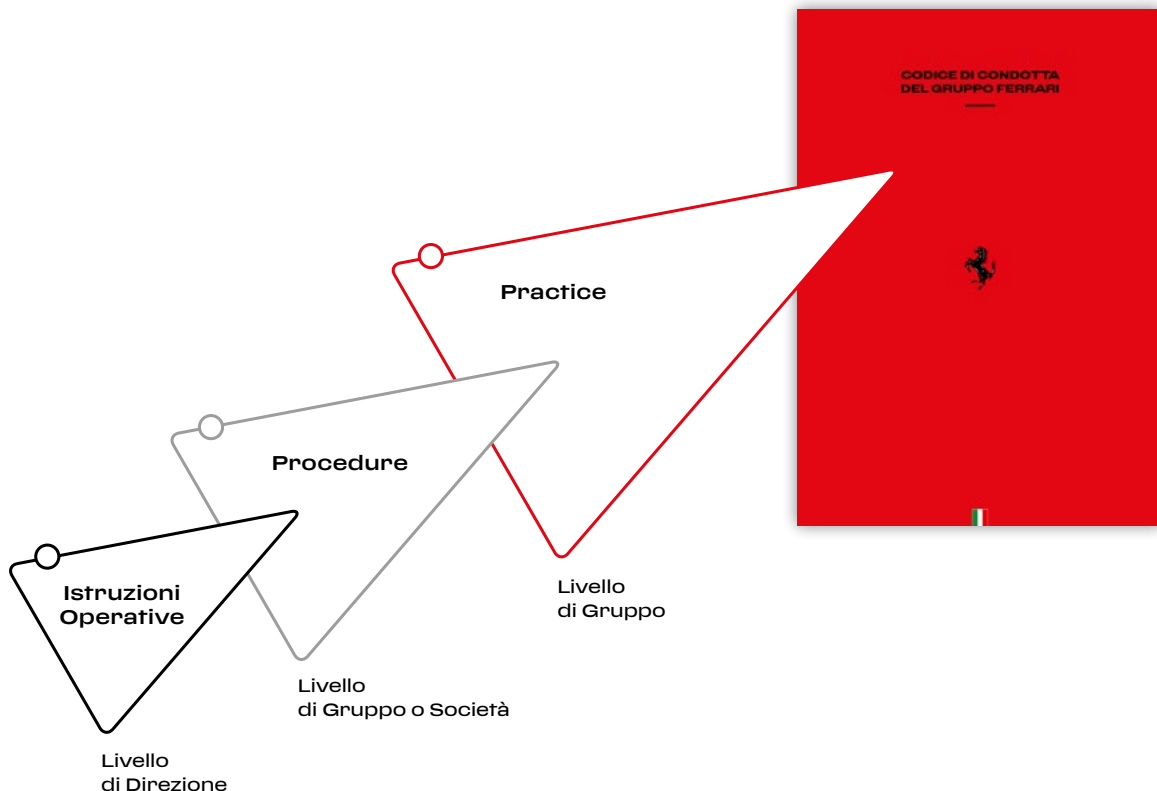 CODICE DI CONDOTTA
DEL GRUPPO FERRARI
Practice
Procedure
Istruzioni
Operative
Livello
di Gruppo
Livello
di Gruppo o Società
Livello
di Direzione